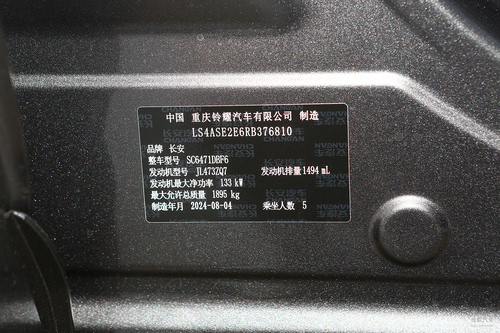 中国 重庆铃耀汽车有限公司 制造
LS4ASE2E6RB376810
品牌 长安
整车型号 SC6471DBF6
发动机型号 JL473ZQ7 发动机排量 1494 mL
发动机最大净功率 133 kW
最大允许总质量 1895 kg
制造年月 2024-08-04 乘坐人数 5